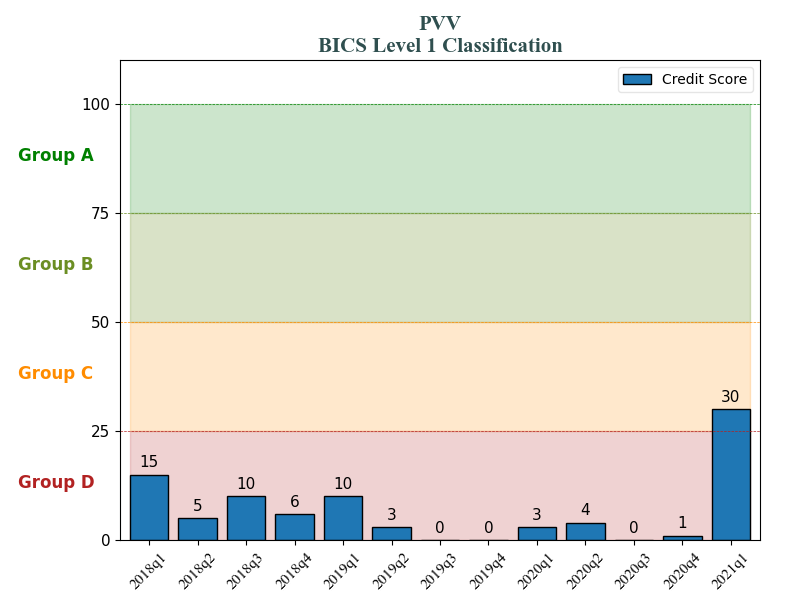 PVV
BICS Level 1 Classification
Credit Score
100
Group A
75
Group B
50
Group C
25
Group D
0
15
5
10
6
10
3
0
0
3
4
0
1
30
2018q1
2018q2
2018q3
2018q4
2019q1
2019q2
2019q3
2019q4
2020q1
2020q2
2020q3
2020q4
2021q1